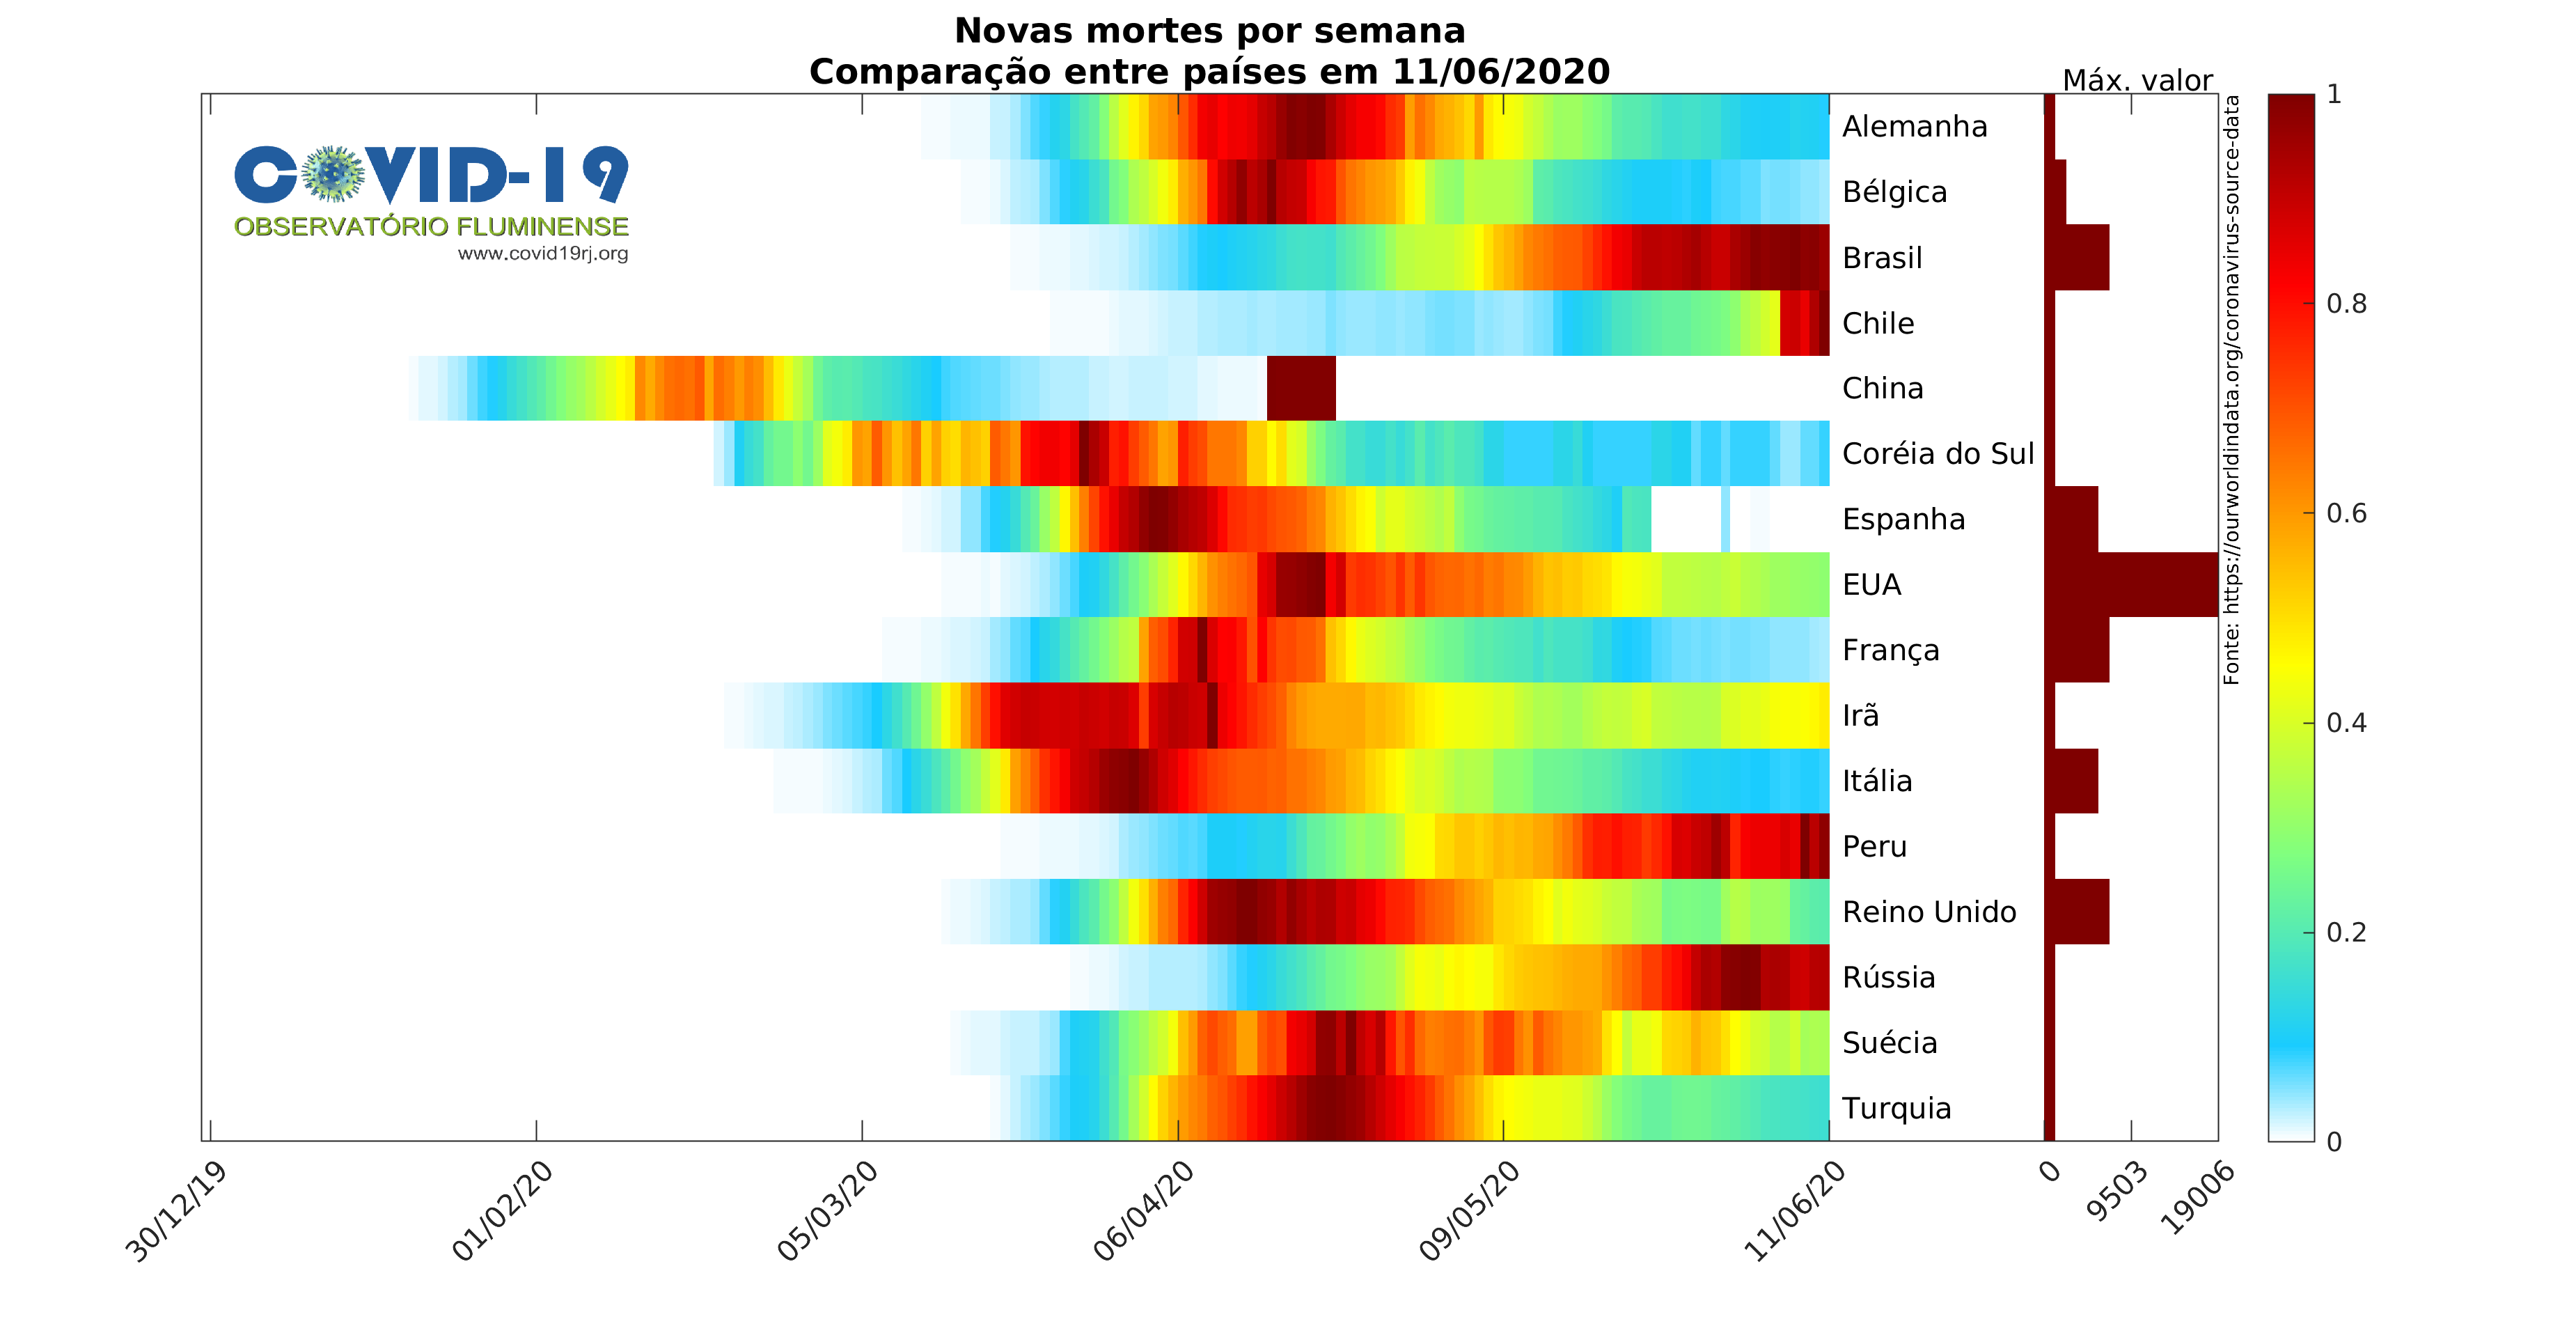 Novas mortes por semana
Comparação entre países em 11/06/2020
Máx. valor
COVID-19
OBSERVATÓRIO FLUMINENSE
www.covid19rj.org
Alemanha
Bélgica
Brasil
Chile
China
Coréia do Sul
Espanha
EUA
França
Irã
Itália
Peru
Reino Unido
Rússia
Suécia
Turquia
Fonte: https://ourworldindata.org/coronavirus-source-data
1
0.8
0.6
0.4
0.2
0
30/12/19
01/02/20
05/03/20
06/04/20
09/05/20
11/06/20
0
9503
19006